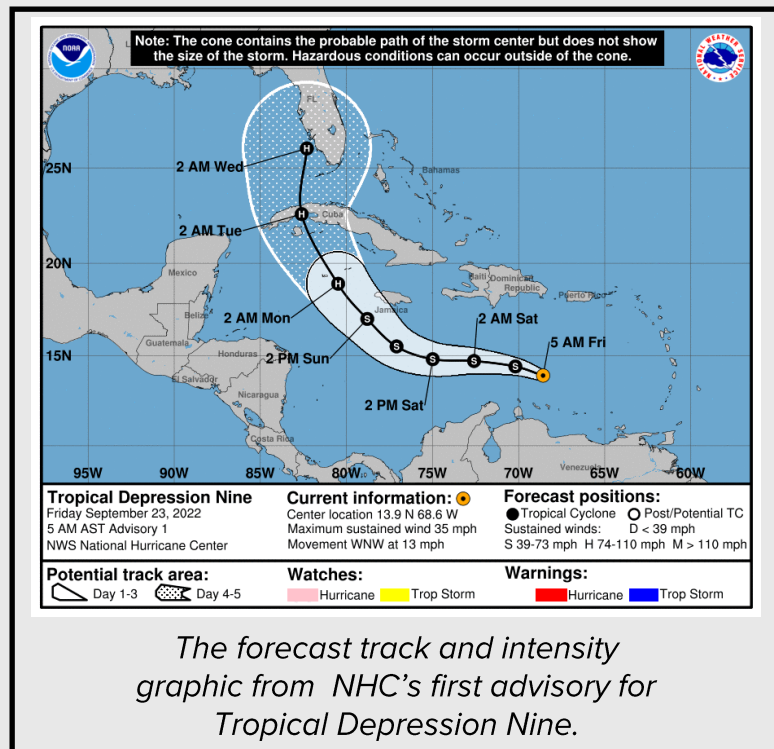 Note: The cone contains the probable path of the storm center but does not show
the size of the storm. Hazardous conditions can occur outside of the cone.
NOAA
NATIONAL WEATHER SERVICE
FL
H
2 AM Wed
25N
Bahamas
H
Cuba
2 AM Tue
20N
Mexico
Haiti
Dominican
Republic
Puerto Rico
H
Jamaica
2 AM Mon
Belize
S
2 AM Sat
5 AM Fri
Guatemala
Honduras
2 PM Sun
S
S
S
S
15N
El Salvador
Nicaragua
2 PM Sat
Costa Rica
Venezuela
95W
90W
85W
80W
75W
70W
65W
60W
Tropical Depression Nine
Friday September 23, 2022
5 AM AST Advisory 1
NWS National Hurricane Center
Current information:
Center location 13.9 N 68.6 W
Maximum sustained wind 35 mph
Movement WNW at 13 mph
Forecast positions:
Tropical Cyclone Post/Potential TC
Sustained winds: D < 39 mph
S 39-73 mph H 74-110 mph M > 110 mph
Potential track area:
Day 1-3 Day 4-5
Watches:
Hurricane Trop Storm
Warnings:
Hurricane Trop Storm
The forecast track and intensity
graphic from NHC's first advisory for
Tropical Depression Nine.